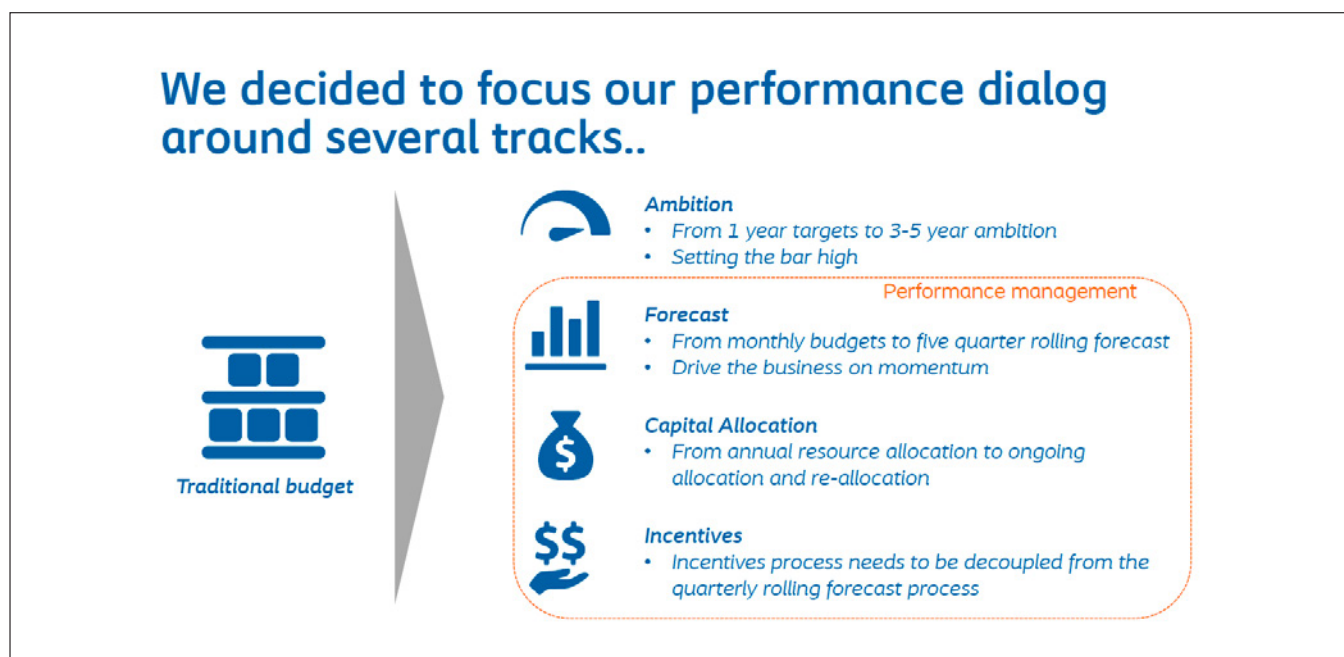 We decided to focus our performance dialog
around several tracks..
Ambition
• From 1 year targets to 3-5 year ambition
• Setting the bar high
Performance management
Forecast
• From monthly budgets to five quarter rolling forecast
• Drive the business on momentum
Traditional budget
$
Capital Allocation
• From annual resource allocation to ongoing
allocation and re-allocation
$$
Incentives
• Incentives process needs to be decoupled from the
quarterly rolling forecast process